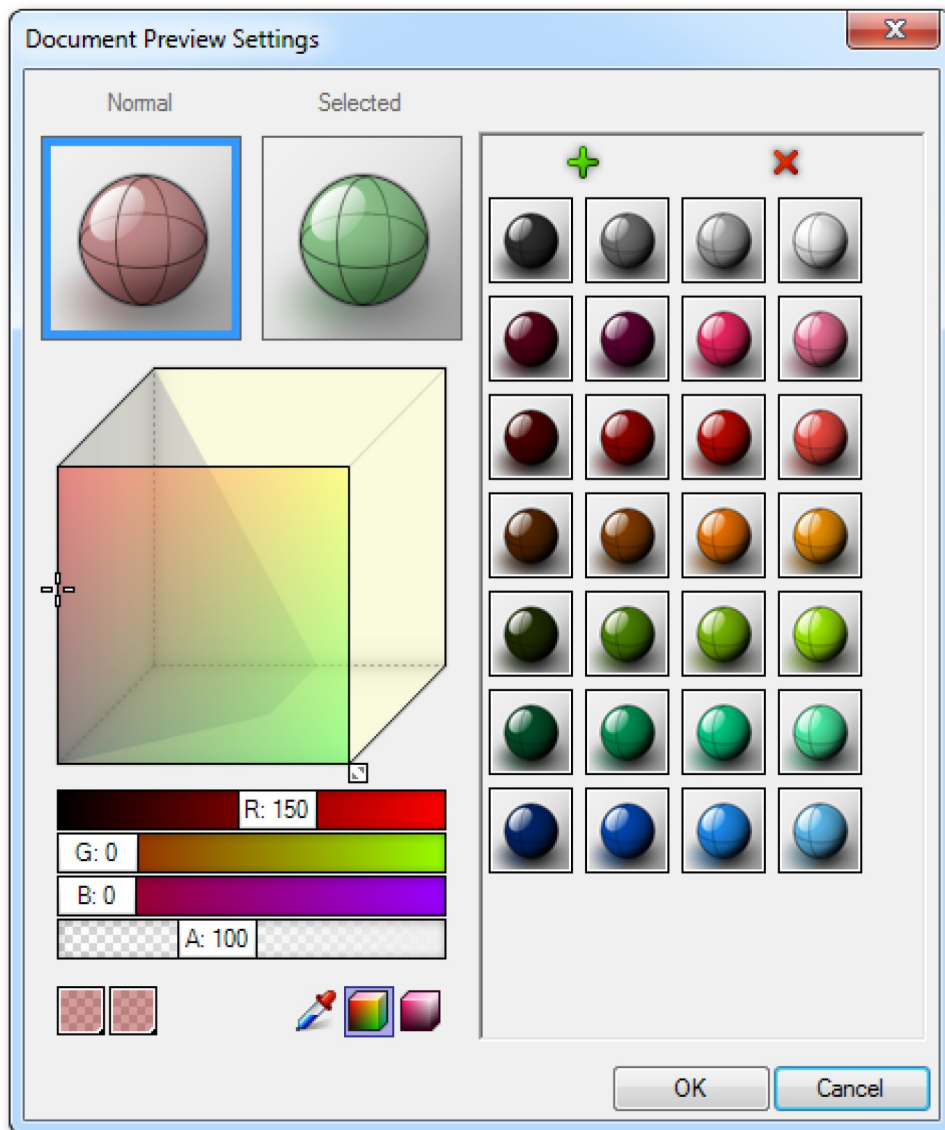 Document Preview Settings
Normal
Selected
R: 150
G: 0
B: 0
A: 100
OK
Cancel